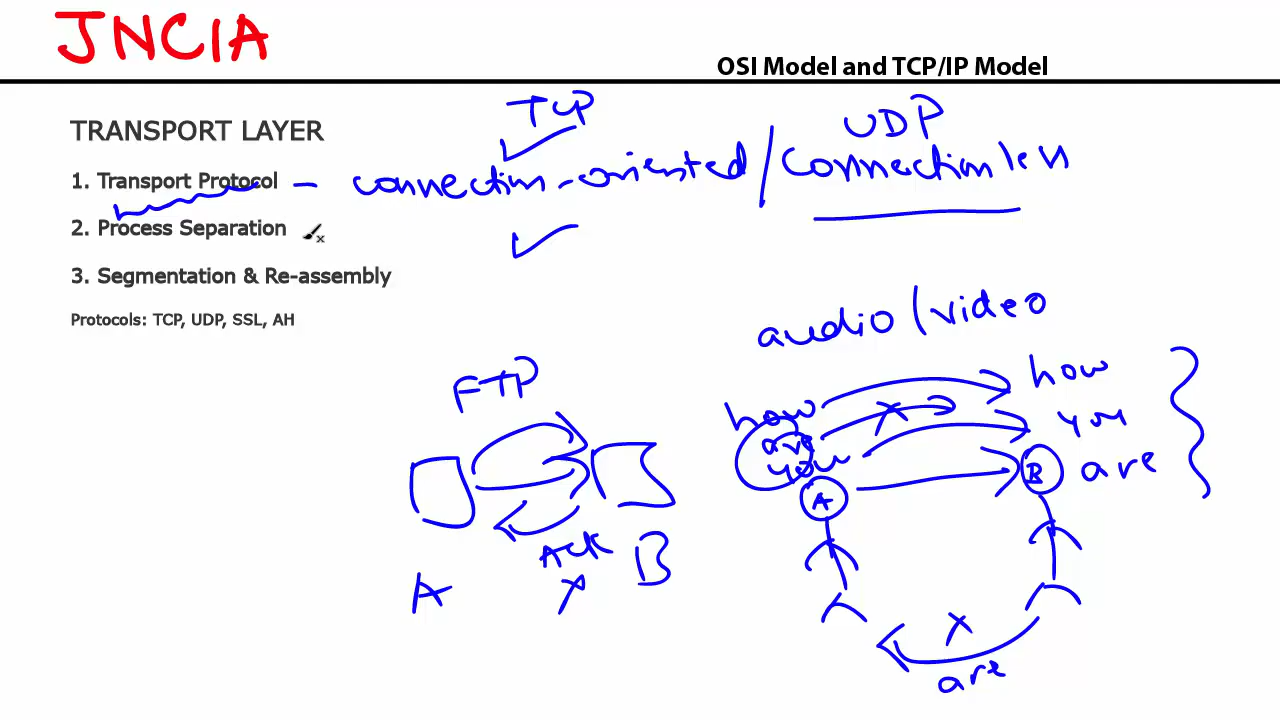 JNCIA
OSI Model and TCP/IP Model
TCP
UDP
TRANSPORT LAYER
1. Transport Protocol - connection-oriented / connectionless
2. Process Separation
3. Segmentation & Re-assembly
Protocols: TCP, UDP, SSL, AH
audio/video
FTP
how
how
are
you
you
are
A
B
Ack
A
B
are